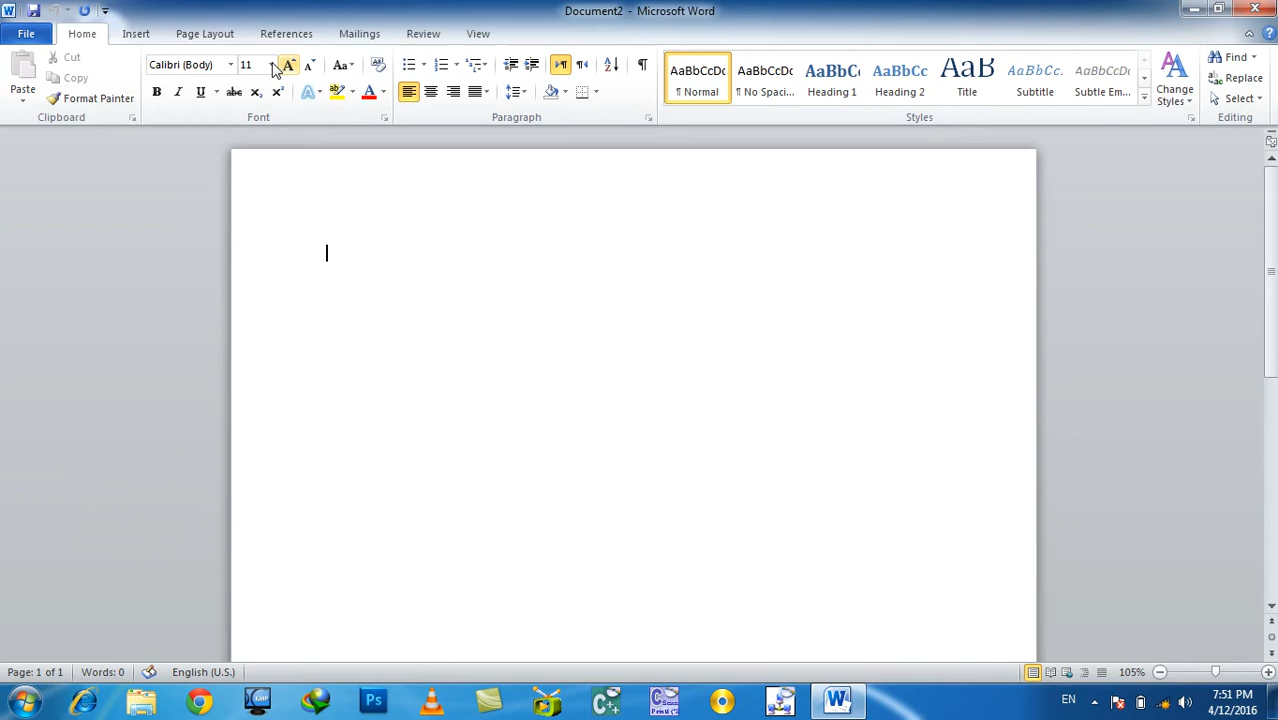 Document2 - Microsoft Word
File Home Insert Page Layout References Mailings Review View
Cut
Copy
Format Painter
Paste
Clipboard
Calibri (Body) 11
Font
Paragraph
AaBbCcDc AaBbCcDc AaBbC AaBbCc AaB AaBbCc. AaBbCcDc
¶ Normal ¶ No Spaci... Heading 1 Heading 2 Title Subtitle Subtle Em...
Styles
Change Styles
Find
Replace
Select
Editing
Page: 1 of 1 Words: 0 English (U.S.) 105%
EN
7:51 PM
4/12/2016